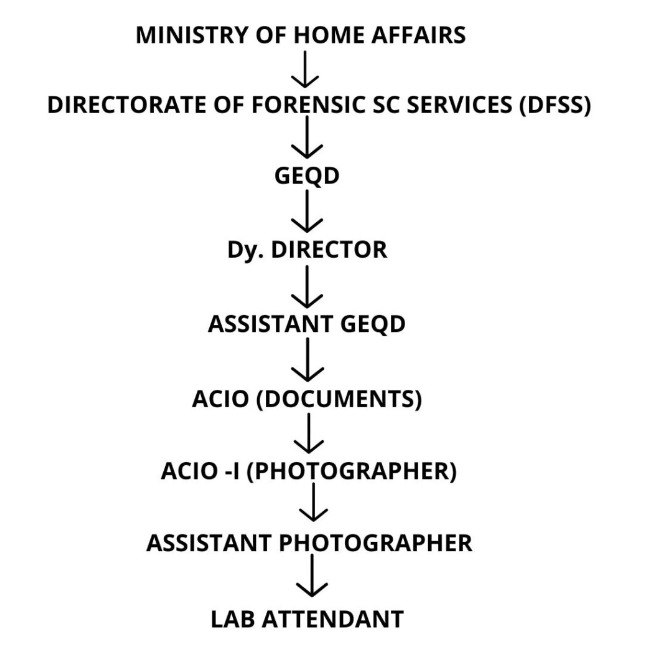 MINISTRY OF HOME AFFAIRS
DIRECTORATE OF FORENSIC SC SERVICES (DFSS)
GEQD
Dy. DIRECTOR
ASSISTANT GEQD
ACIO (DOCUMENTS)
ACIO -I (PHOTOGRAPHER)
ASSISTANT PHOTOGRAPHER
LAB ATTENDANT